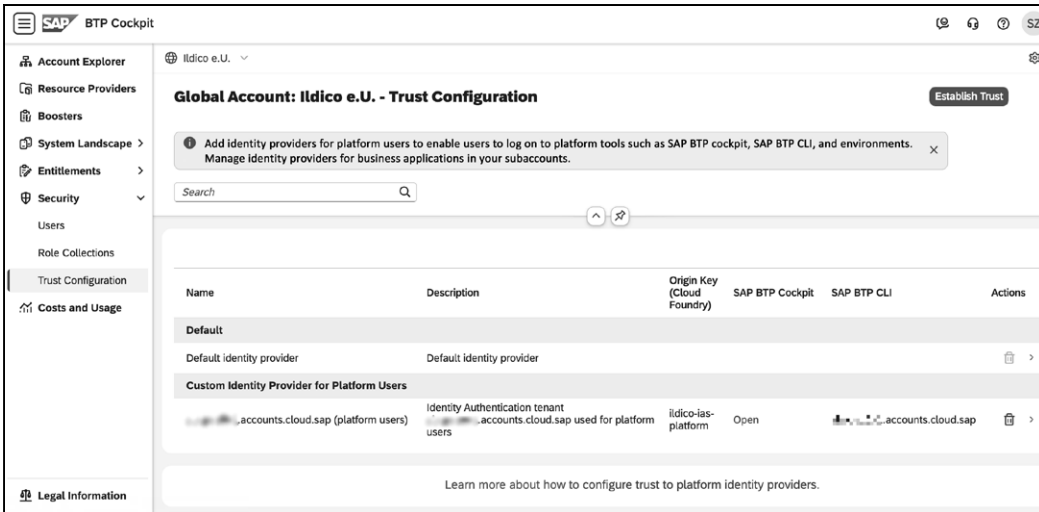 SAP BTP Cockpit
SZ
Account Explorer
Resource Providers
Boosters
System Landscape
Entitlements
Security
Users
Role Collections
Trust Configuration
Costs and Usage
Legal Information
Ildico e.U.
Global Account: Ildico e.U. - Trust Configuration
Establish Trust
Add identity providers for platform users to enable users to log on to platform tools such as SAP BTP cockpit, SAP BTP CLI, and environments.
Manage identity providers for business applications in your subaccounts.
Search
Name Description Origin Key (Cloud Foundry) SAP BTP Cockpit SAP BTP CLI Actions
Default
Default identity provider Default identity provider
Custom Identity Provider for Platform Users
.accounts.cloud.sap (platform users)
Identity Authentication tenant
.accounts.cloud.sap used for platform
users
ildico-ias-
platform
Open
.accounts.cloud.sap
Learn more about how to configure trust to platform identity providers.